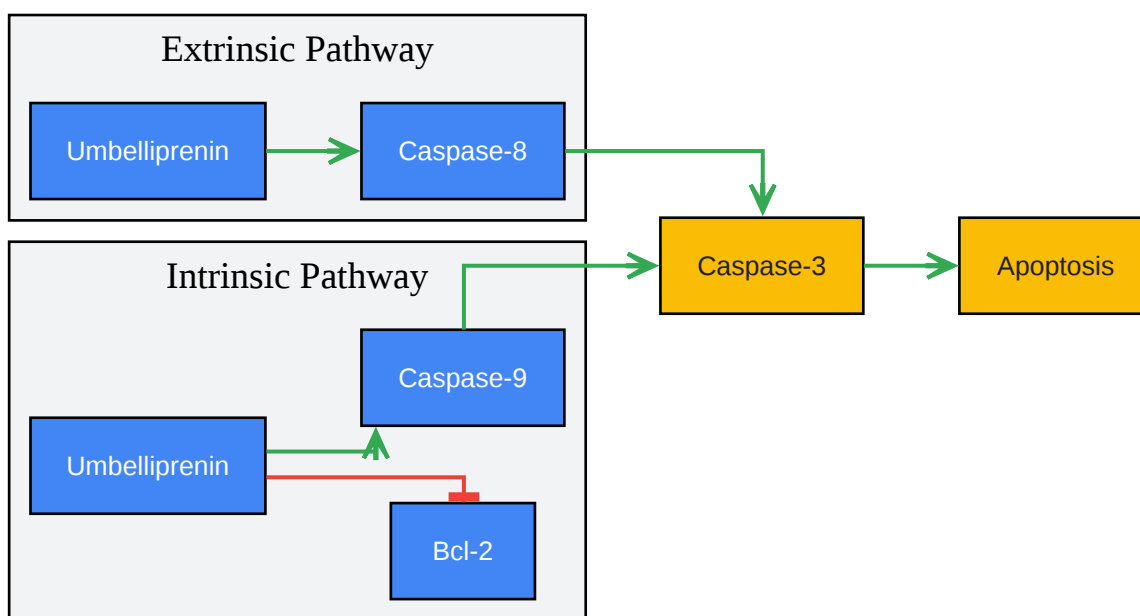 Extrinsic Pathway
Umbelliprenin
Caspase-8
Caspase-3
Apoptosis
Intrinsic Pathway
Caspase-9
Umbelliprenin
Bcl-2